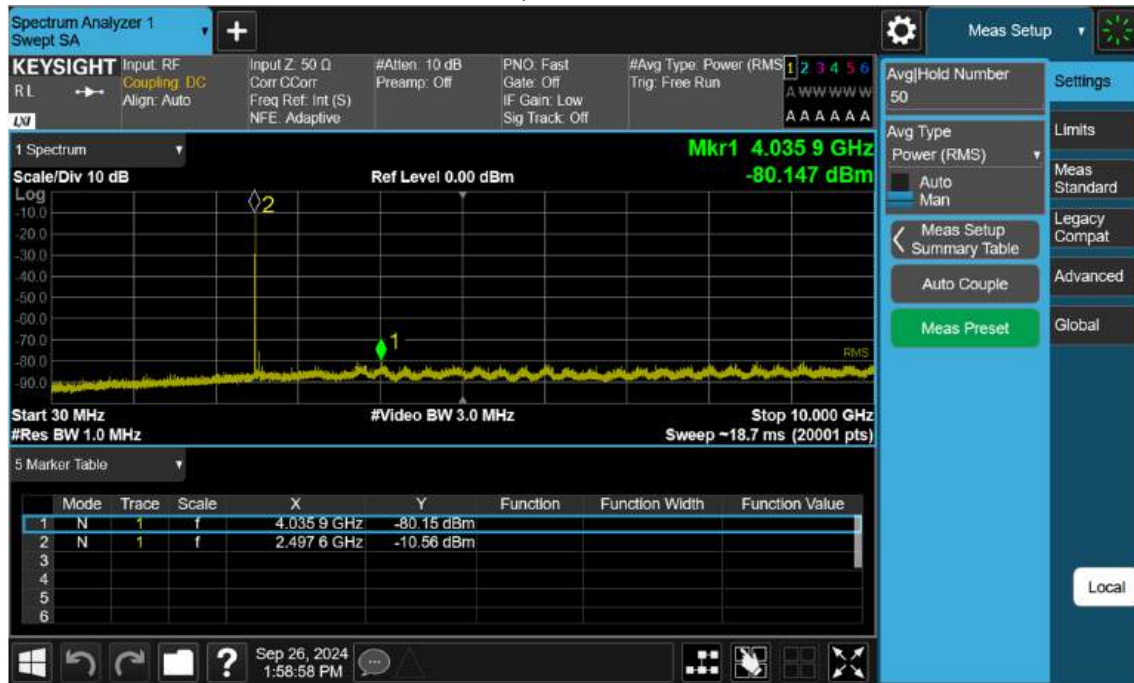 Spectrum Analyzer 1
Swept SA
+
Meas Setup
KEYSIGHT
RL
LXI
Input: RF
Coupling: DC
Align: Auto
Input Z: 50 Ω
Corr CCorr
Freq Ref: Int (S)
NFE: Adaptive
#Atten: 10 dB
Preamp: Off
PNO: Fast
Gate: Off
IF Gain: Low
Sig Track: Off
#Avg Type: Power (RMS
Trig: Free Run
1 2 3 4 5 6
A W W W W W
A A A A A A
1 Spectrum
Scale/Div 10 dB
Ref Level 0.00 dBm
Mkr1 4.035 9 GHz
-80.147 dBm
Log
-10.0
-20.0
-30.0
-40.0
-50.0
-60.0
-70.0
-80.0
-90.0
2
1
RMS
Start 30 MHz
#Video BW 3.0 MHz
Stop 10.000 GHz
#Res BW 1.0 MHz
Sweep ~18.7 ms (20001 pts)
5 Marker Table
Mode Trace Scale X Y Function Function Width Function Value
1 N 1 f 4.035 9 GHz -80.15 dBm
2 N 1 f 2.497 6 GHz -10.56 dBm
3
4
5
6
Sep 26, 2024
1:58:58 PM
?
Avg|Hold Number
50
Avg Type
Power (RMS)
Auto
Man
Meas Setup
Summary Table
Auto Couple
Meas Preset
Settings
Limits
Meas
Standard
Legacy
Compat
Advanced
Global
Local